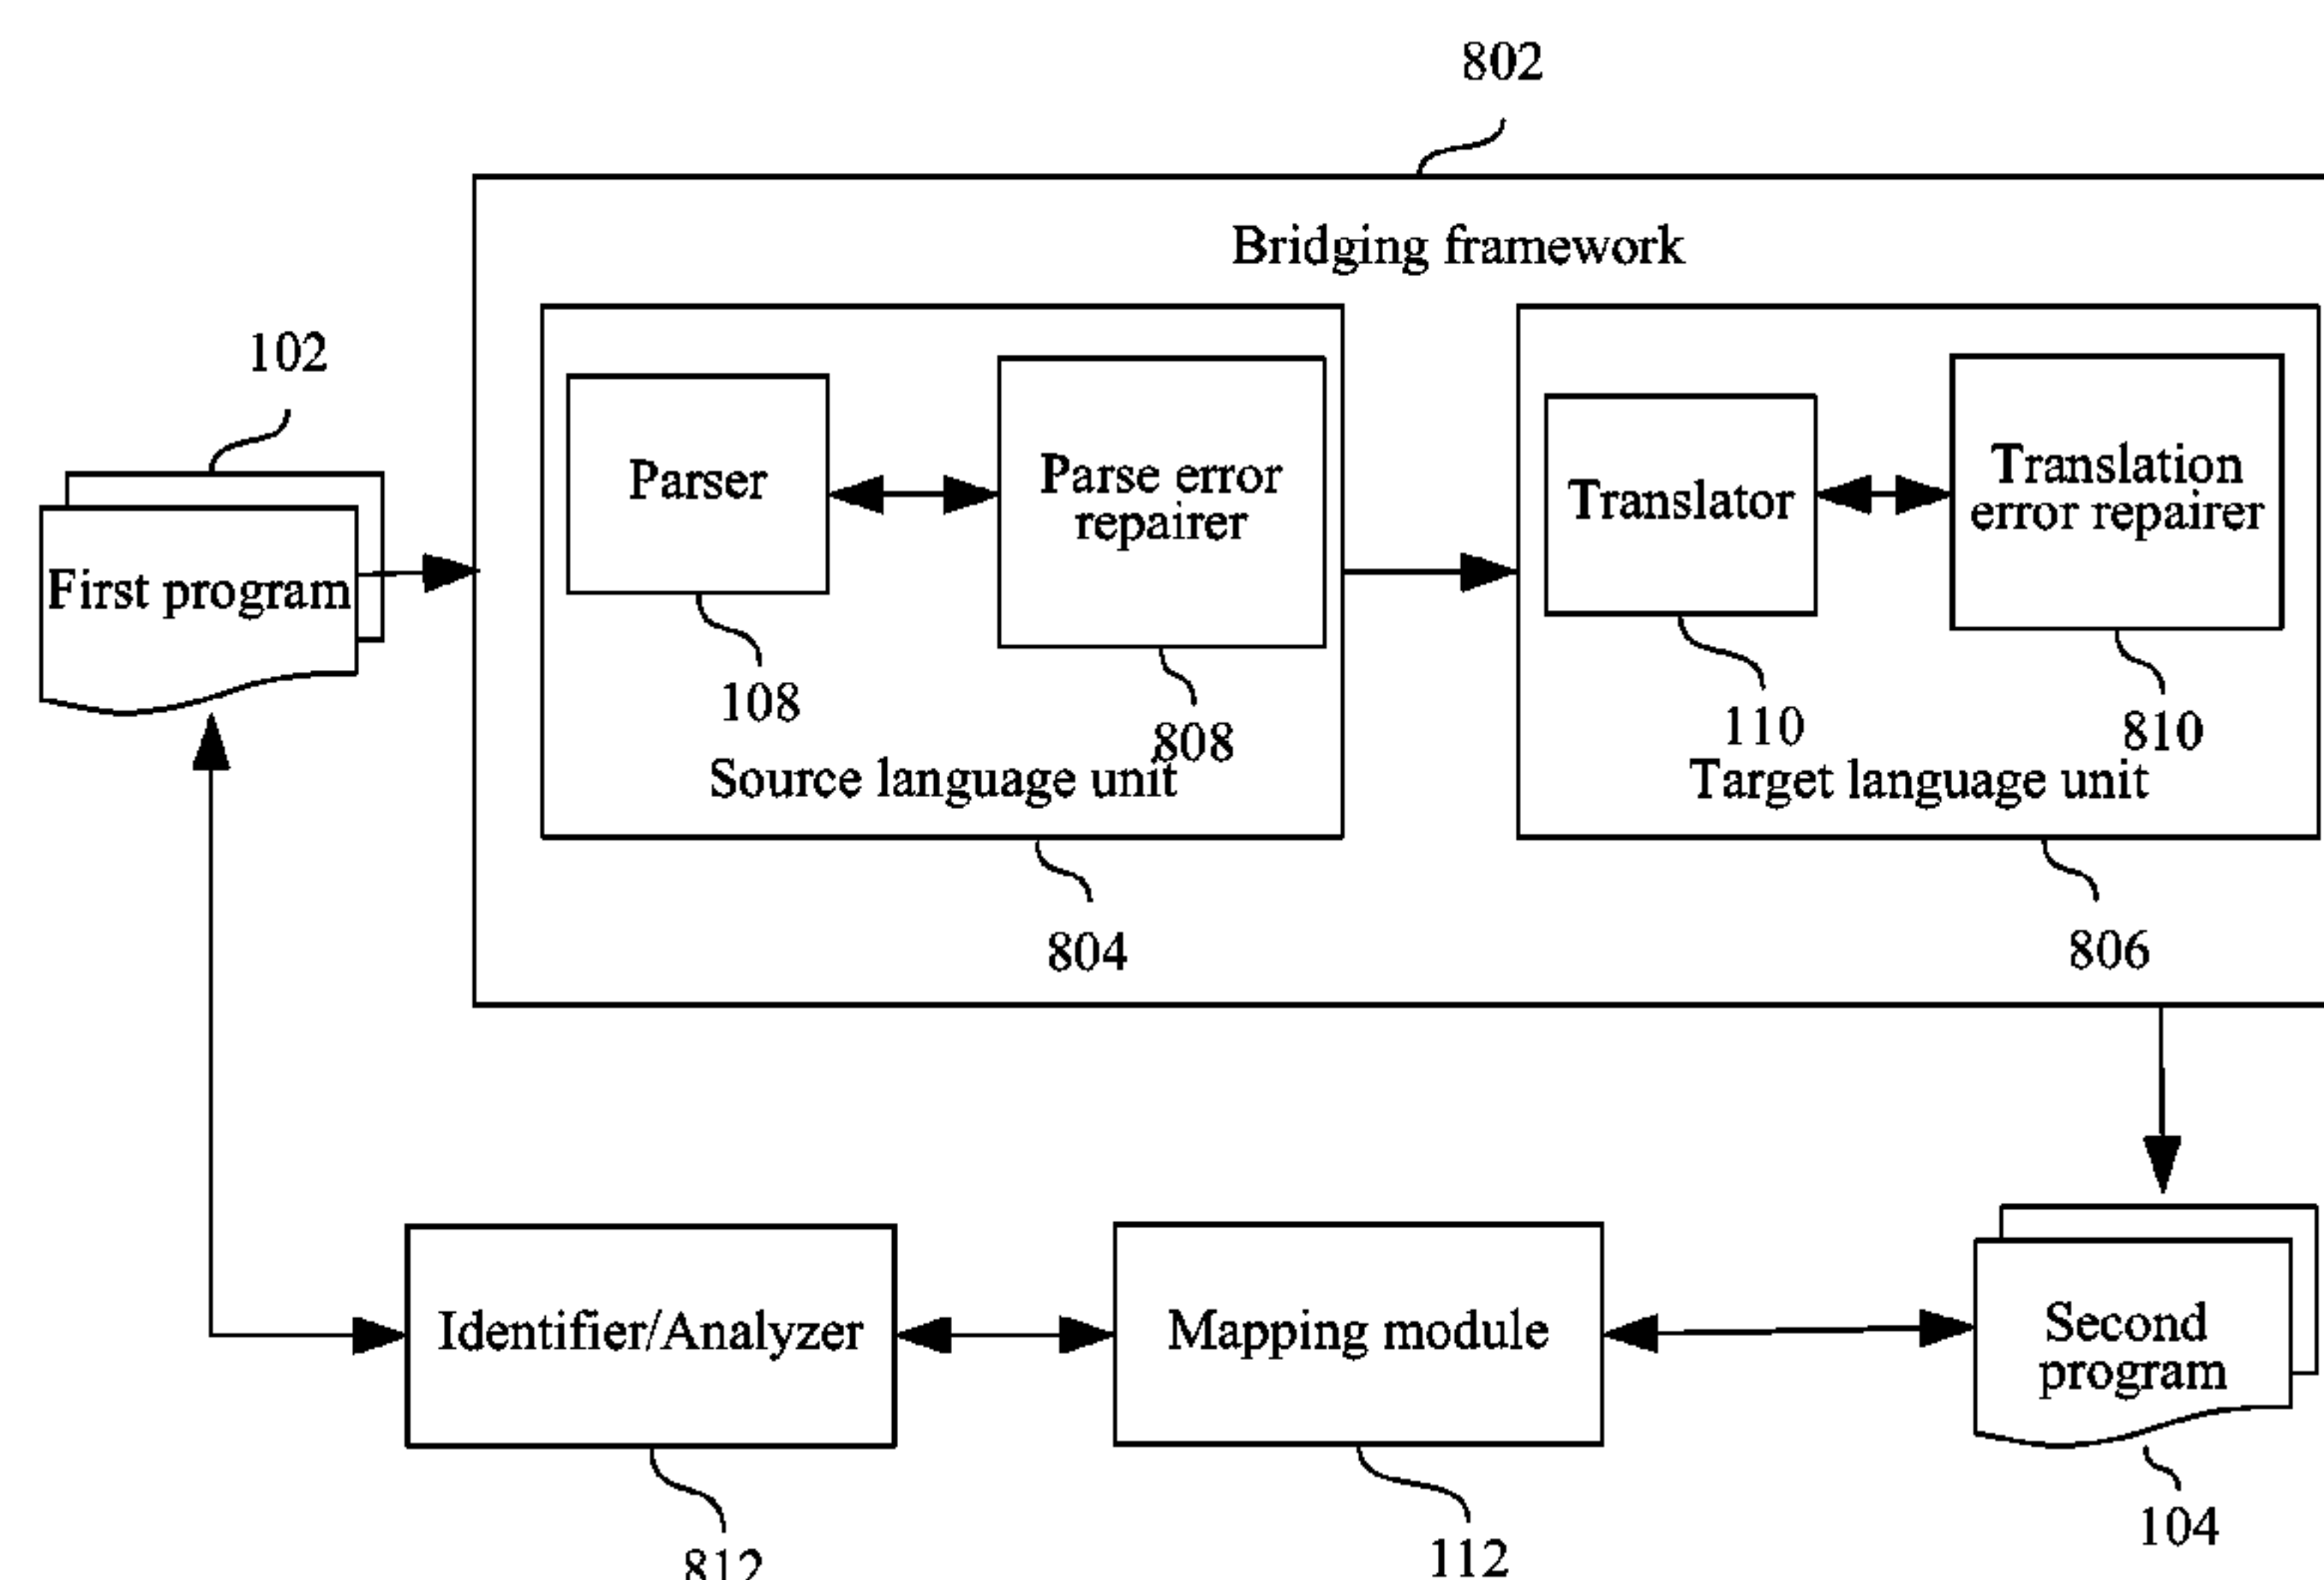 802
Bridging framework
102
Parser
Parse error
repairer
Translator
Translation
error repairer
First program
108
808
110
810
Source language unit
Target language unit
804
806
Identifier/Analyzer
Mapping module
Second
program
812
112
104